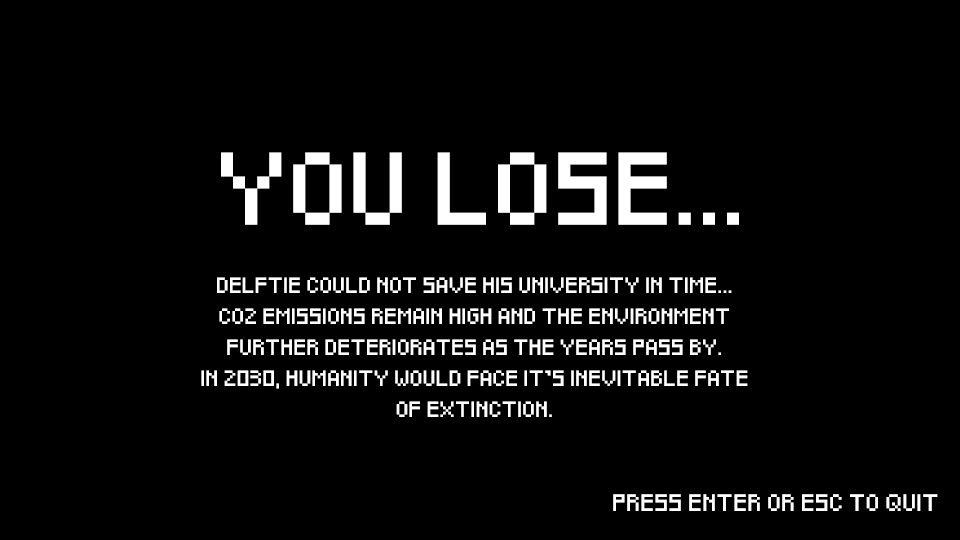 YOU LOSE...
DELFTIE COULD NOT SAVE HIS UNIVERSITY IN TIME...
CO2 EMISSIONS REMAIN HIGH AND THE ENVIRONMENT
FURTHER DETERIORATES AS THE YEARS PASS BY.
IN 2030, HUMANITY WOULD FACE IT'S INEVITABLE FATE
OF EXTINCTION.
PRESS ENTER OR ESC TO QUIT